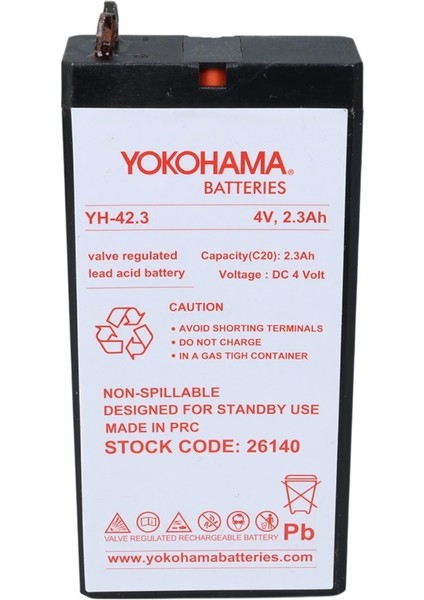 YOKOHAMA®
BATTERIES
YH-42.3 4V, 2.3Ah
valve regulated Capacity(C20): 2.3Ah
lead acid battery Voltage : DC 4 Volt
CAUTION
• AVOID SHORTING TERMINALS
• DO NOT CHARGE
• IN A GAS TIGH CONTAINER
NON-SPILLABLE
DESIGNED FOR STANDBY USE
MADE IN PRC
STOCK CODE: 26140
VALVE REGULATED RECHARGEABLE BATTERY Pb
www.yokohamabatteries.com